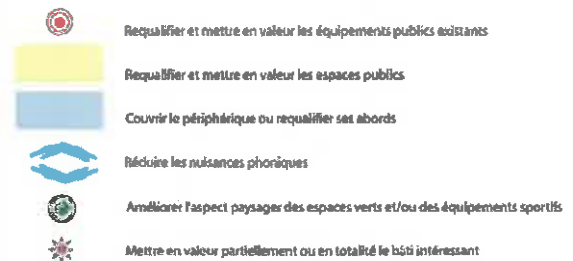 Requalifier et mettre en valeur les équipements publics existants
Requalifier et mettre en valeur les espaces publics
Couvrir le périphérique ou requalifier ses abords
Réduire les nuisances phoniques
Améliorer l'aspect paysager des espaces verts et/ou des équipements sportifs
Mettre en valeur partiellement ou en totalité le bâti intéressant